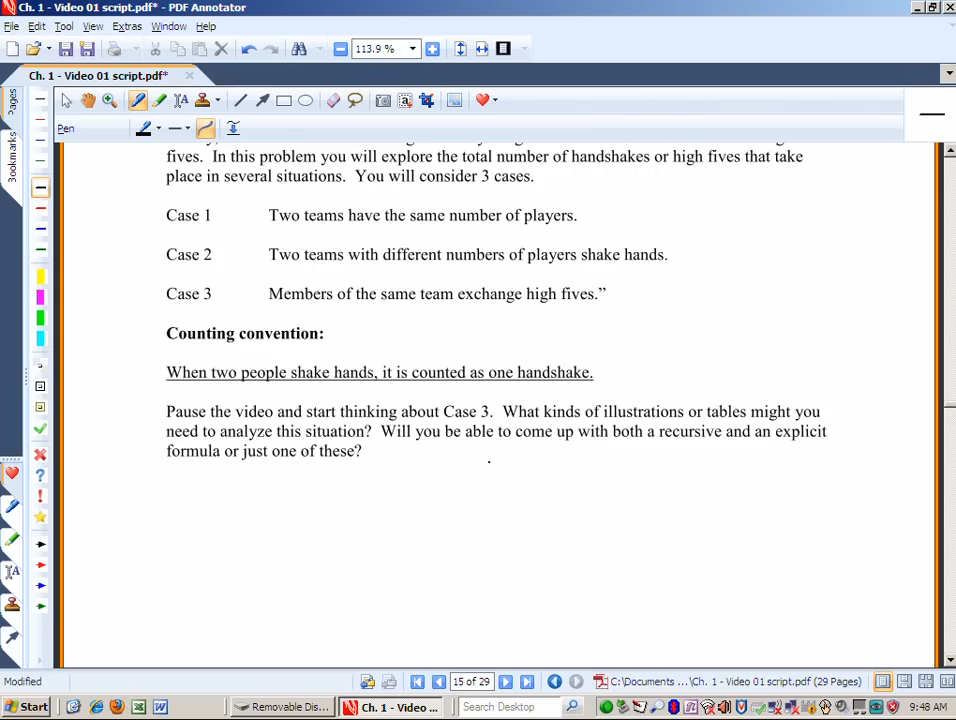 Ch. 1 - Video 01 script.pdf* - PDF Annotator
File Edit Tool View Extras Window Help
113.9 %
Ch. 1 - Video 01 script.pdf*
Pages
Pen
Bookmarks
fives. In this problem you will explore the total number of handshakes or high fives that take
place in several situations. You will consider 3 cases.
Case 1 Two teams have the same number of players.
Case 2 Two teams with different numbers of players shake hands.
Case 3 Members of the same team exchange high fives.”
Counting convention:
When two people shake hands, it is counted as one handshake.
Pause the video and start thinking about Case 3. What kinds of illustrations or tables might you
need to analyze this situation? Will you be able to come up with both a recursive and an explicit
formula or just one of these?
Modified 15 of 29 C:\Documents ...\Ch. 1 - Video 01 script.pdf (29 Pages)
Start Removable Dis... Ch. 1 - Video ... Search Desktop 9:48 AM